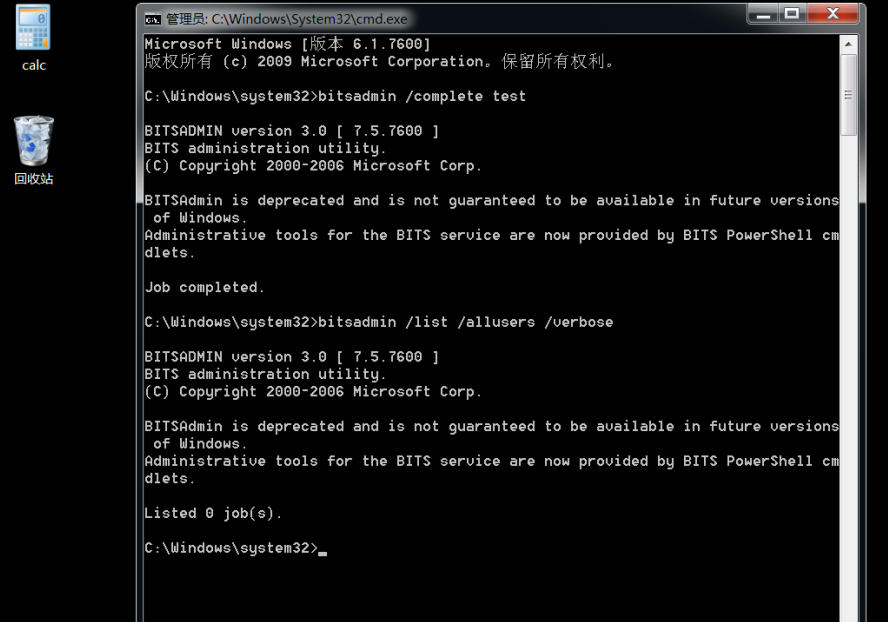 calc
回收站
管理员: C:\Windows\System32\cmd.exe
Microsoft Windows [版本 6.1.7600]
版权所有 (c) 2009 Microsoft Corporation。保留所有权利。
C:\Windows\system32>bitsadmin /complete test
BITSADMIN version 3.0 [ 7.5.7600 ]
BITS administration utility.
(C) Copyright 2000-2006 Microsoft Corp.
BITSAdmin is deprecated and is not guaranteed to be available in future versions
 of Windows.
Administrative tools for the BITS service are now provided by BITS PowerShell cm
dlets.
Job completed.
C:\Windows\system32>bitsadmin /list /allusers /verbose
BITSADMIN version 3.0 [ 7.5.7600 ]
BITS administration utility.
(C) Copyright 2000-2006 Microsoft Corp.
BITSAdmin is deprecated and is not guaranteed to be available in future versions
 of Windows.
Administrative tools for the BITS service are now provided by BITS PowerShell cm
dlets.
Listed 0 job(s).
C:\Windows\system32>